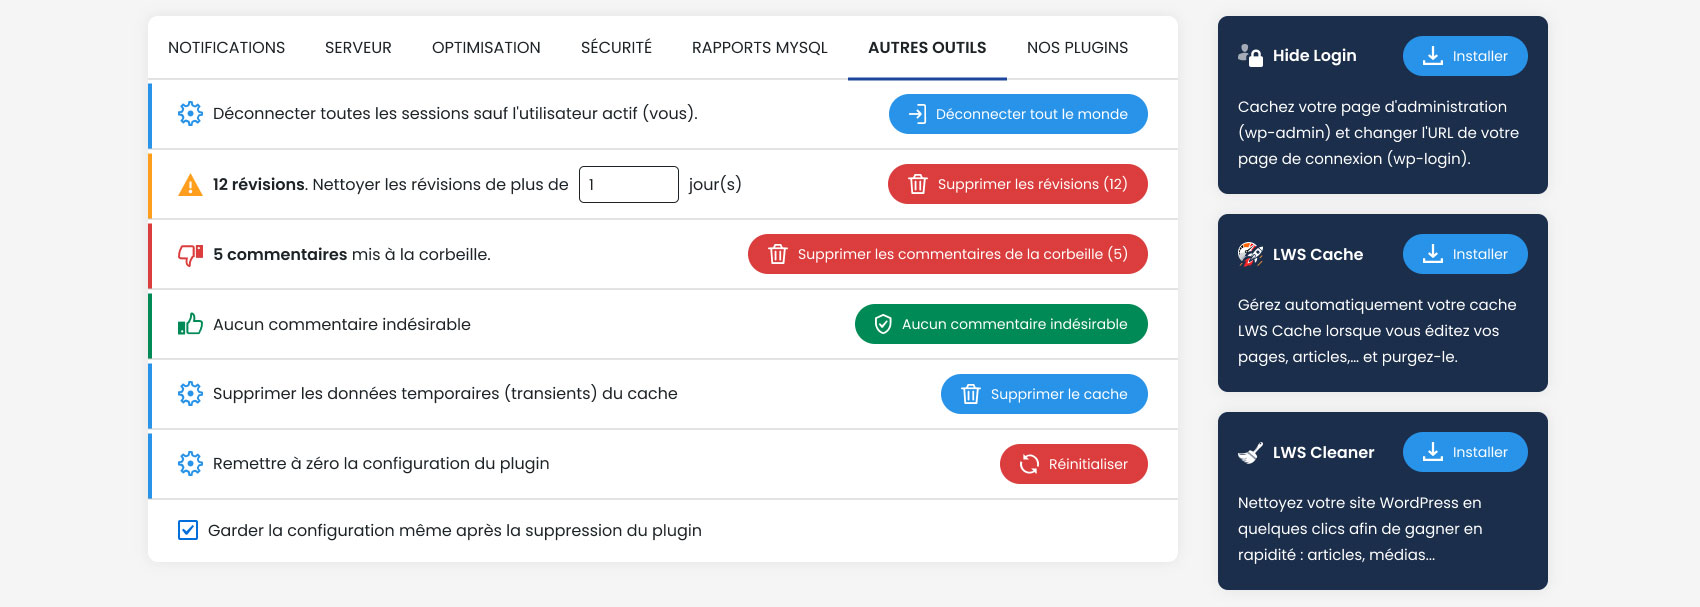 NOTIFICATIONS SERVEUR OPTIMISATION SÉCURITÉ RAPPORTS MYSQL AUTRES OUTILS NOS PLUGINS
Déconnecter toutes les sessions sauf l'utilisateur actif (vous). Déconnecter tout le monde
12 révisions. Nettoyer les révisions de plus de 1 jour(s) Supprimer les révisions (12)
5 commentaires mis à la corbeille. Supprimer les commentaires de la corbeille (5)
Aucun commentaire indésirable Aucun commentaire indésirable
Supprimer les données temporaires (transients) du cache Supprimer le cache
Remettre à zéro la configuration du plugin Réinitialiser
Garder la configuration même après la suppression du plugin
Hide Login Installer
Cachez votre page d'administration
(wp-admin) et changer l'URL de votre
page de connexion (wp-login).
LWS Cache Installer
Gérez automatiquement votre cache
LWS Cache lorsque vous éditez vos
pages, articles,... et purgez-le.
LWS Cleaner Installer
Nettoyez votre site WordPress en
quelques clics afin de gagner en
rapidité : articles, médias...